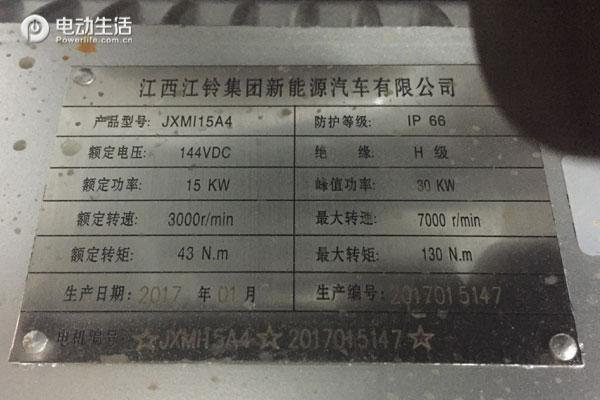 电动生活
Powerlife.com.cn
江西江铃集团新能源汽车有限公司
产品型号: JXMI15A4 防护等级: IP 66
额定电压: 144VDC 绝 缘: H 级
额定功率: 15 KW 峰值功率: 30 KW
额定转速: 3000r/min 最大转速: 7000 r/min
额定转矩: 43 N.m 最大转矩: 130 N.m
生产日期: 2017 年 01 月 生产编号: 2017015147
电机编号: ☆JXMI15A4☆2017015147☆